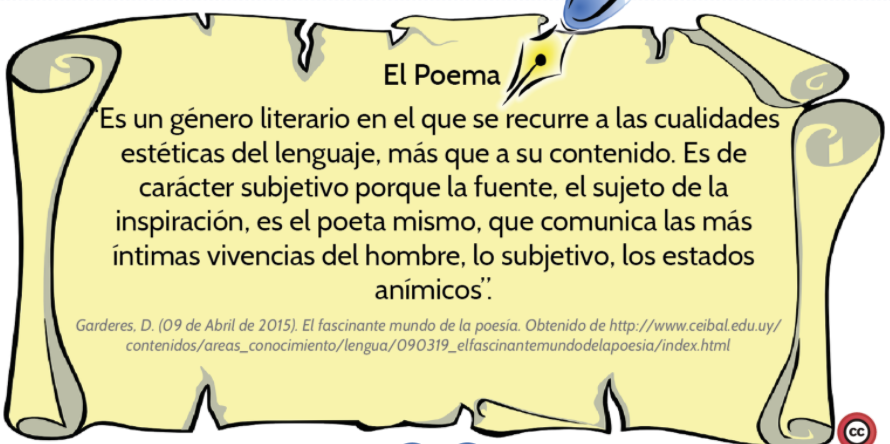 El Poema
“Es un género literario en el que se recurre a las cualidades
estéticas del lenguaje, más que a su contenido. Es de
carácter subjetivo porque la fuente, el sujeto de la
inspiración, es el poeta mismo, que comunica las más
íntimas vivencias del hombre, lo subjetivo, los estados
anímicos”.
Garderes, D. (09 de Abril de 2015). El fascinante mundo de la poesía. Obtenido de http://www.ceibal.edu.uy/
contenidos/areas_conocimiento/lengua/090319_elfascinantemundodelapoesia/index.html
cc